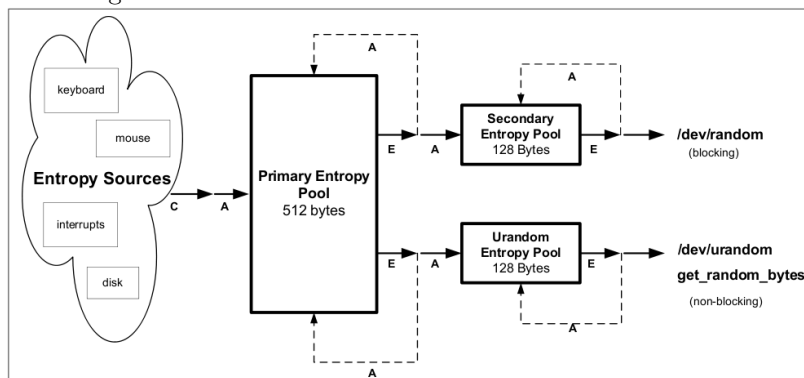 keyboard
mouse
Entropy Sources
interrupts
disk
C
A
Primary Entropy
Pool
512 bytes
A
E
A
Secondary
Entropy Pool
128 Bytes
A
E
/dev/random
(blocking)
E
A
A
Urandom
Entropy Pool
128 Bytes
E
A
/dev/urandom
get_random_bytes
(non-blocking)